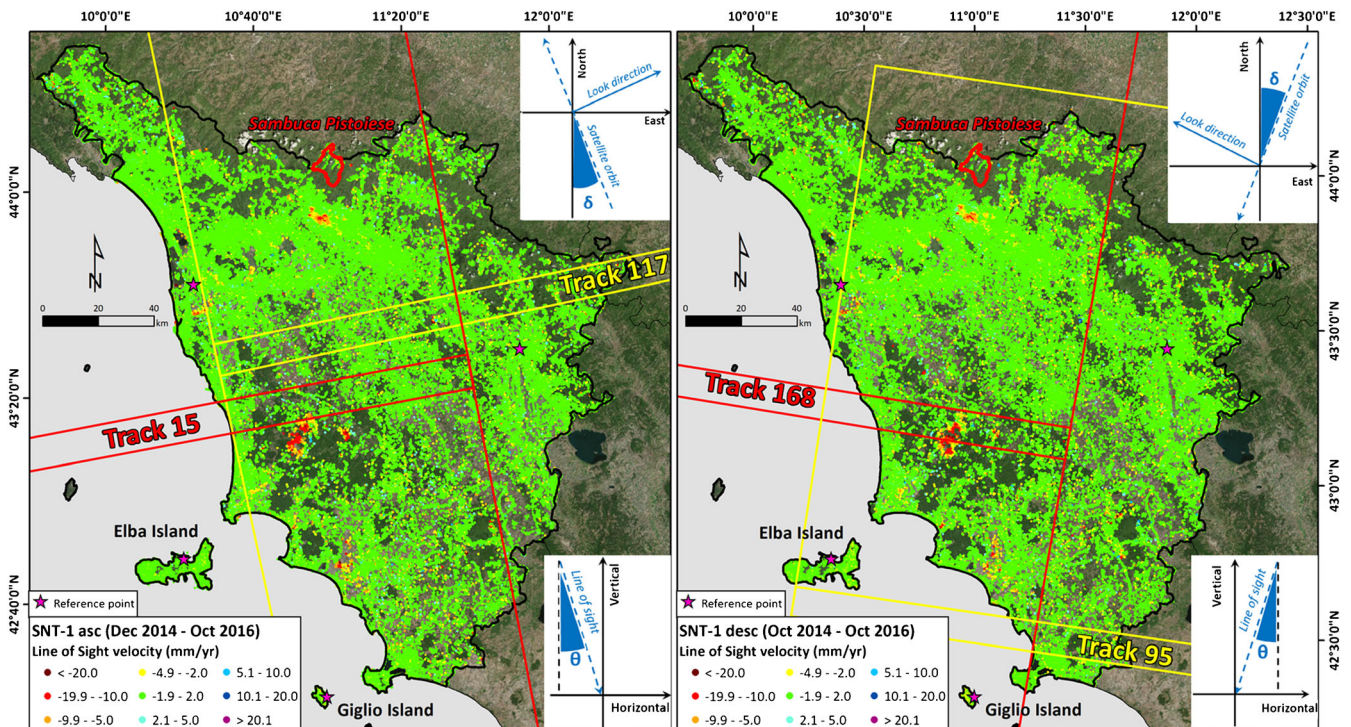 10°0'0"E 10°40'0"E 11°20'0"E 12°0'0"E
10°0'0"E 10°30'0"E 11°0'0"E 11°30'0"E 12°0'0"E 12°30'0"E
44°0'0"N
43°20'0"N
42°40'0"N
North
Look direction
East
Satellite orbit
δ
Sambuca Pistoiese
N
0 20 40
km
Track 117
Track 15
Elba Island
Giglio Island
Reference point
SNT-1 asc (Dec 2014 - Oct 2016)
Line of Sight velocity (mm/yr)
< -20.0 -4.9 - -2.0 5.1 - 10.0
-19.9 - -10.0 -1.9 - 2.0 10.1 - 20.0
-9.9 - -5.0 2.1 - 5.0 > 20.1
Vertical
Line of sight
θ
Horizontal
North
δ
Satellite orbit
Look direction
East
Sambuca Pistoiese
N
0 20 40
km
Track 168
Track 95
Elba Island
Giglio Island
Reference point
SNT-1 desc (Oct 2014 - Oct 2016)
Line of Sight velocity (mm/yr)
< -20.0 -4.9 - -2.0 5.1 - 10.0
-19.9 - -10.0 -1.9 - 2.0 10.1 - 20.0
-9.9 - -5.0 2.1 - 5.0 > 20.1
Vertical
Line of sight
θ
Horizontal
44°0'0"N
43°30'0"N
43°0'0"N
42°30'0"N